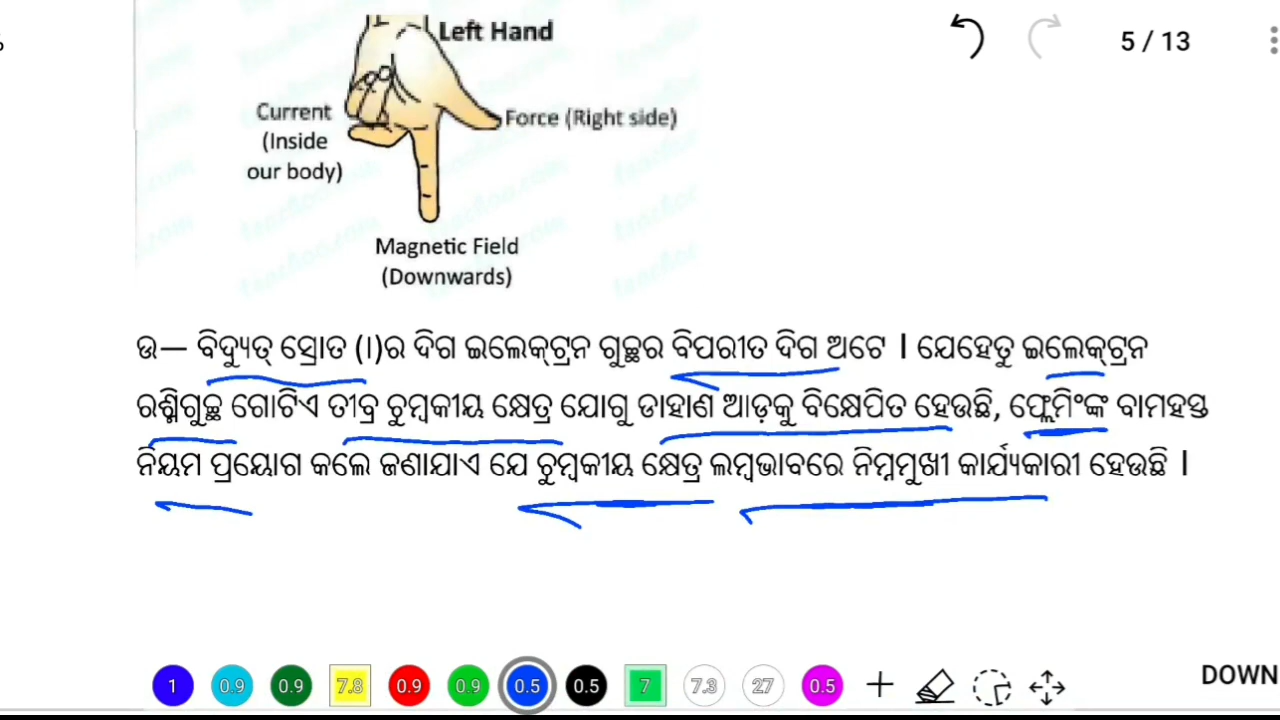 Left Hand
5 / 13
Current
(Inside
our body)
Force (Right side)
Magnetic Field
(Downwards)
ଉ— ବିଦ୍ୟୁତ୍ ସ୍ରୋତ (I)ର ଦିଗ ଇଲେକ୍ଟ୍ରନ ଗୁଚ୍ଛର ବିପରୀତ ଦିଗ ଅଟେ । ଯେହେତୁ ଇଲେକ୍ଟ୍ରନ
ରଶ୍ମିଗୁଚ୍ଛ ଗୋଟିଏ ତୀବ୍ର ଚୁମ୍ବକୀୟ କ୍ଷେତ୍ର ଯୋଗୁ ଡାହାଣ ଆଡ଼କୁ ବିକ୍ଷେପିତ ହେଉଛି, ଫ୍ଲେମିଂଙ୍କ ବାମହସ୍ତ
ନିୟମ ପ୍ରୟୋଗ କଲେ ଜଣାଯାଏ ଯେ ଚୁମ୍ବକୀୟ କ୍ଷେତ୍ର ଲମ୍ବଭାବରେ ନିମ୍ନମୁଖୀ କାର୍ଯ୍ୟକାରୀ ହେଉଛି ।
1 0.9 0.9 7.8 0.9 0.9 0.5 0.5 7 7.3 27 0.5
DOWN